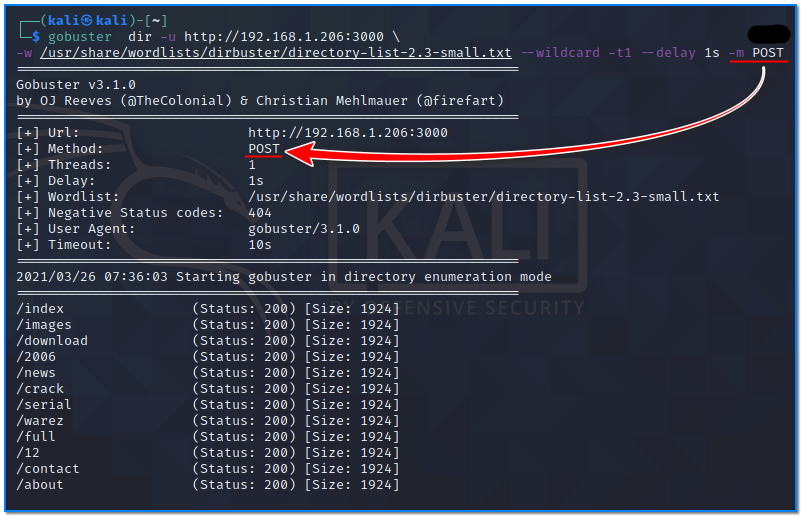 (kali㉿kali)-[~]
$ gobuster dir -u http://192.168.1.206:3000 \
-w /usr/share/wordlists/dirbuster/directory-list-2.3-small.txt --wildcard -t1 --delay 1s -m POST
Gobuster v3.1.0
by OJ Reeves (@TheColonial) & Christian Mehlmauer (@firefart)
[+] Url: http://192.168.1.206:3000
[+] Method: POST
[+] Threads: 1
[+] Delay: 1s
[+] Wordlist: /usr/share/wordlists/dirbuster/directory-list-2.3-small.txt
[+] Negative Status codes: 404
[+] User Agent: gobuster/3.1.0
[+] Timeout: 10s
KALI
2021/03/26 07:36:03 Starting gobuster in directory enumeration mode
/index (Status: 200) [Size: 1924]
BY OFFENSIVE SECURITY
/images (Status: 200) [Size: 1924]
/download (Status: 200) [Size: 1924]
/2006 (Status: 200) [Size: 1924]
/news (Status: 200) [Size: 1924]
/crack (Status: 200) [Size: 1924]
/serial (Status: 200) [Size: 1924]
/warez (Status: 200) [Size: 1924]
/full (Status: 200) [Size: 1924]
/12 (Status: 200) [Size: 1924]
/contact (Status: 200) [Size: 1924]
/about (Status: 200) [Size: 1924]